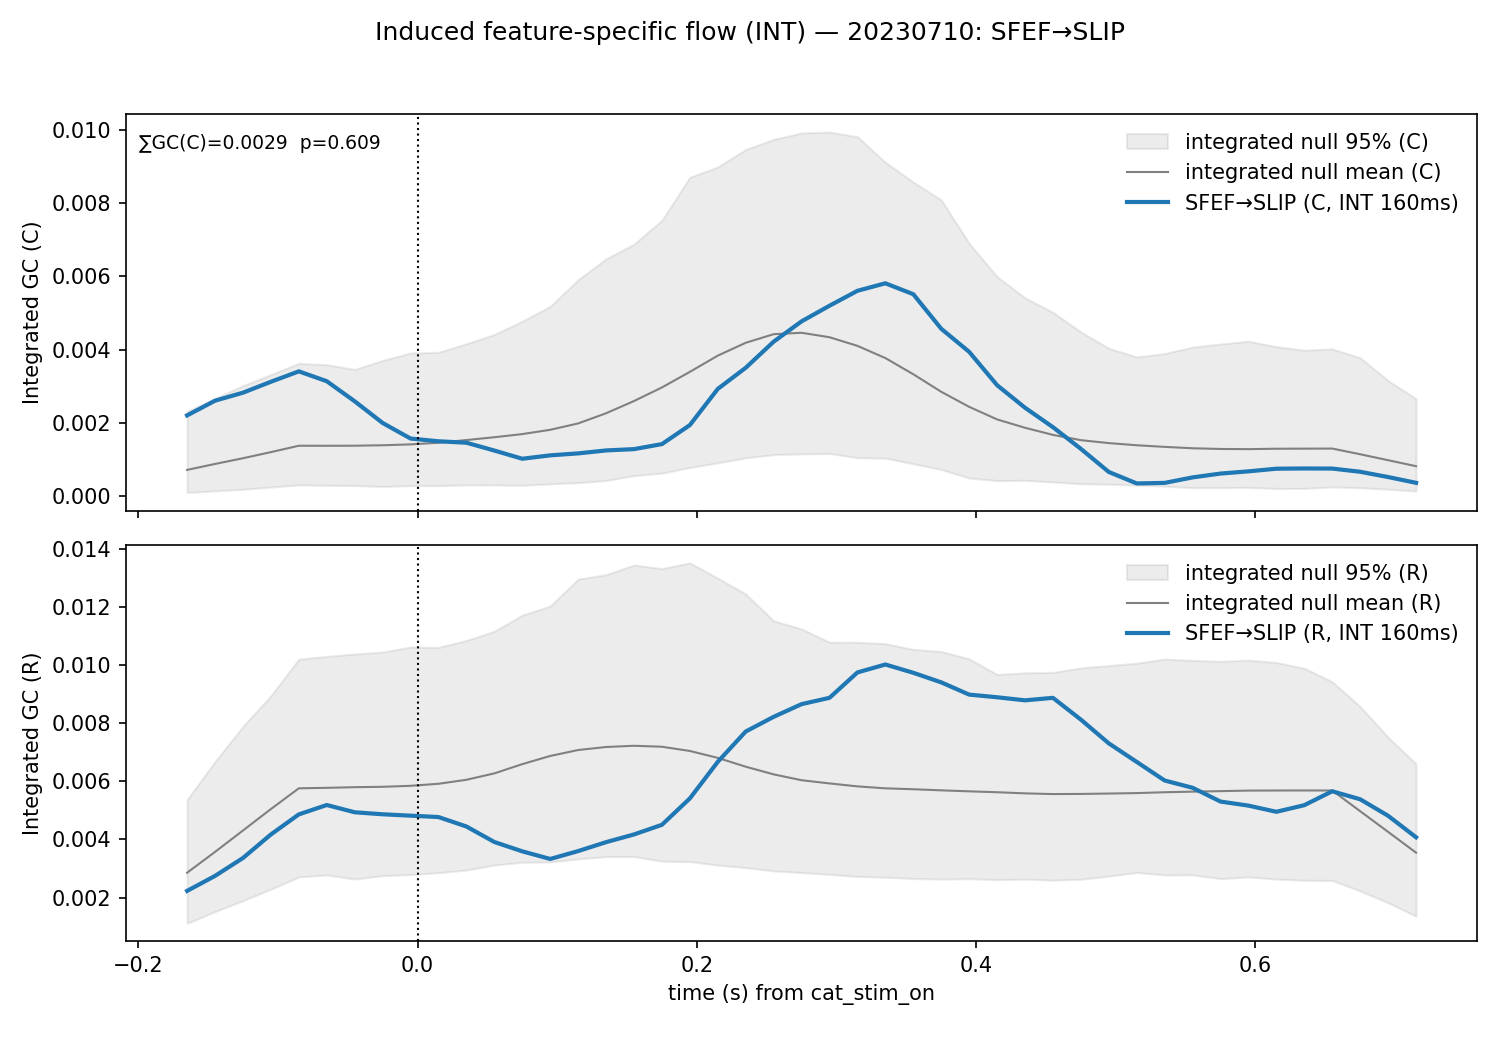 Induced feature-specific flow (INT) — 20230710: SFEF→SLIP
∑GC(C)=0.0029 p=0.609
integrated null 95% (C)
integrated null mean (C)
SFEF→SLIP (C, INT 160ms)
Integrated GC (C)
0.010
0.008
0.006
0.004
0.002
0.000
integrated null 95% (R)
integrated null mean (R)
SFEF→SLIP (R, INT 160ms)
Integrated GC (R)
0.014
0.012
0.010
0.008
0.006
0.004
0.002
−0.2 0.0 0.2 0.4 0.6
time (s) from cat_stim_on